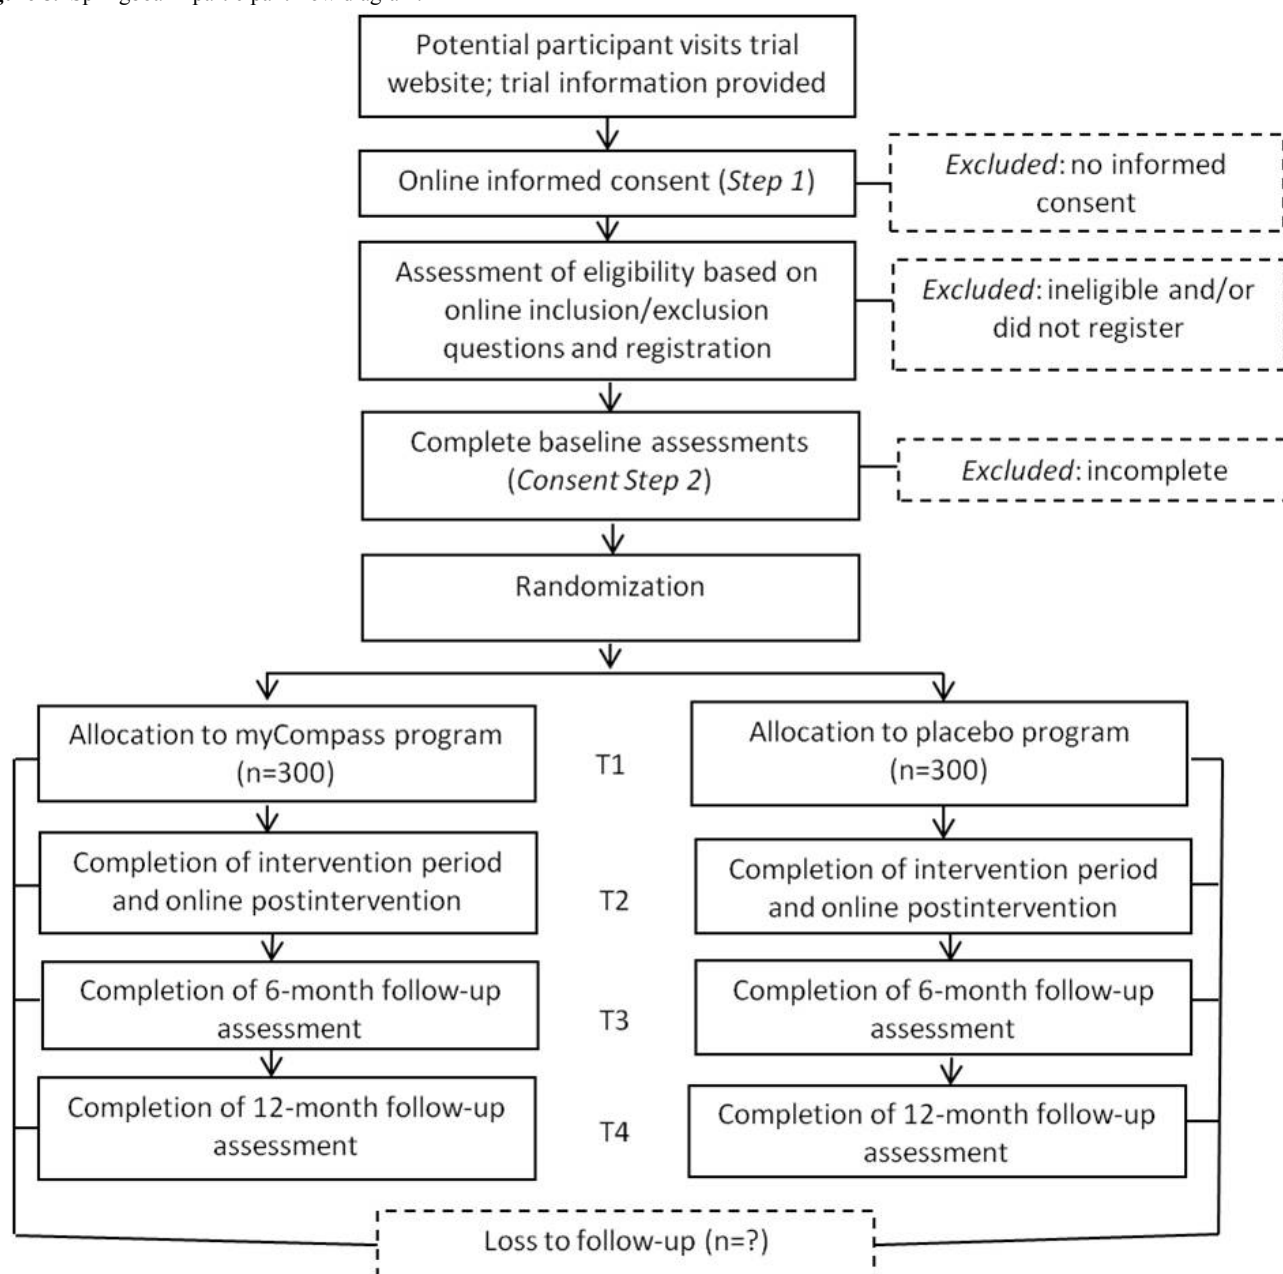 Potential participant visits trial
website; trial information provided
Online informed consent (Step 1)
Excluded: no informed
consent
Assessment of eligibility based on
online inclusion/exclusion
questions and registration
Excluded: ineligible and/or
did not register
Complete baseline assessments
(Consent Step 2)
Excluded: incomplete
Randomization
Allocation to myCompass program
(n=300)
T1
Allocation to placebo program
(n=300)
Completion of intervention period
and online postintervention
T2
Completion of intervention period
and online postintervention
Completion of 6-month follow-up
assessment
T3
Completion of 6-month follow-up
assessment
Completion of 12-month follow-up
assessment
T4
Completion of 12-month follow-up
assessment
Loss to follow-up (n=?)